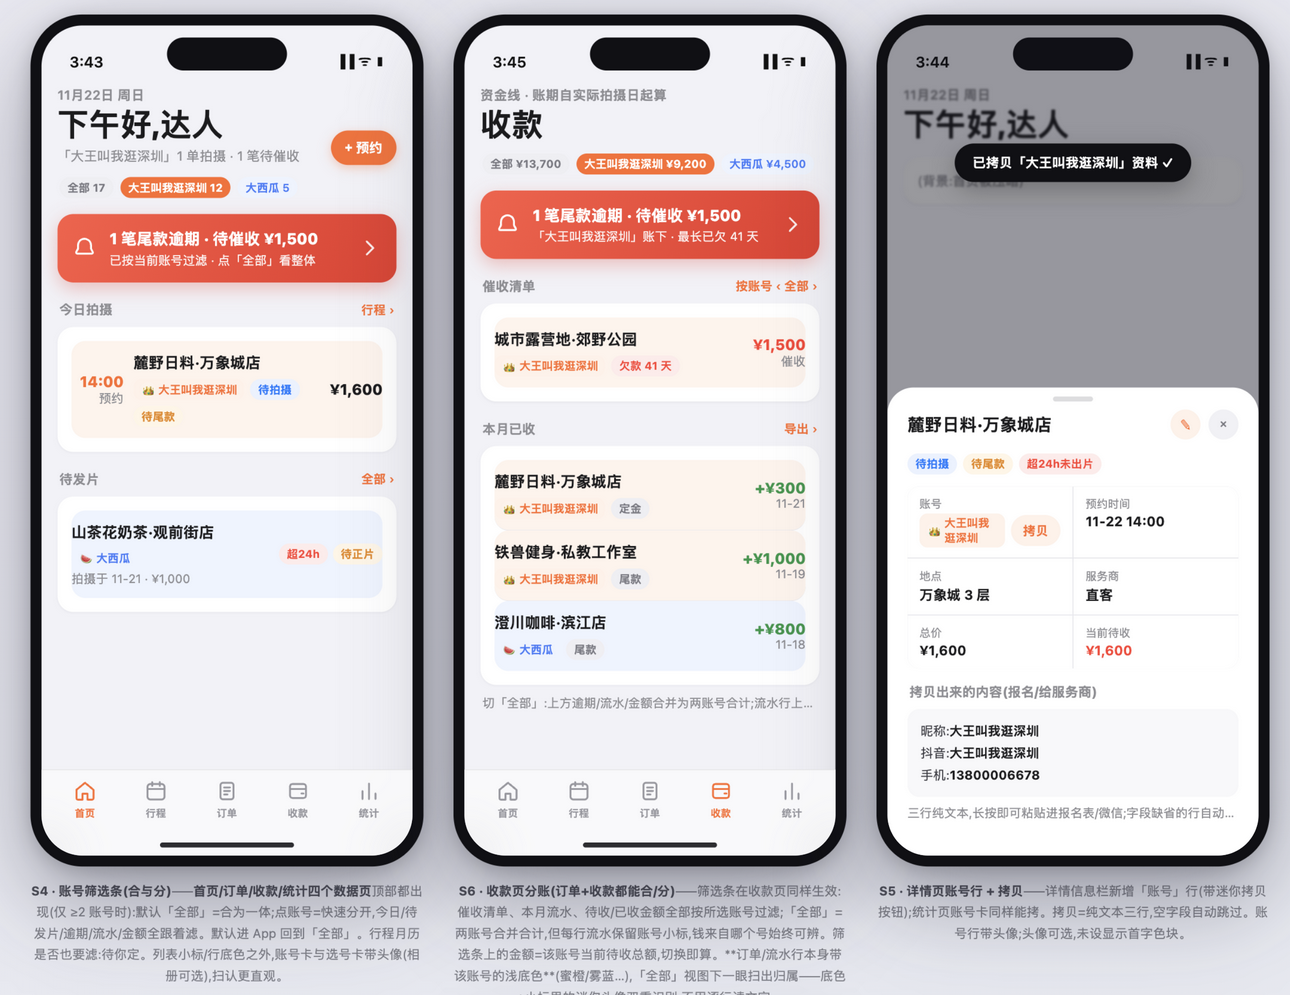 3:43
11月22日 周日
下午好,达人
「大王叫我逛深圳」1 单拍摄 · 1 笔待催收
+ 预约
全部 17 大王叫我逛深圳 12 大西瓜 5
1 笔尾款逾期 · 待催收 ¥1,500
已按当前账号过滤 · 点「全部」看整体
今日拍摄 行程 ›
麓野日料·万象城店
14:00
预约
大王叫我逛深圳 待拍摄
待尾款
¥1,600
待发片 全部 ›
山茶花奶茶·观前街店
大西瓜
超24h 待正片
拍摄于 11-21 · ¥1,000
首页 行程 订单 收款 统计
S4 · 账号筛选条(合与分)——首页/订单/收款/统计四个数据页顶部都出
现(仅 ≥2 账号时):默认「全部」=合为一体;点账号=快速分开,今日/待
发片/逾期/流水/金额全跟着滤。默认进 App 回到「全部」。行程月历
是否也要滤:待你定。列表小标/行底色之外,账号卡与选号卡带头像(相
册可选),扫认更直观。
3:45
资金线 · 账期自实际拍摄日起算
收款
全部 ¥13,700 大王叫我逛深圳 ¥9,200 大西瓜 ¥4,500
1 笔尾款逾期 · 待催收 ¥1,500
「大王叫我逛深圳」账下 · 最长已欠 41 天
催收清单 按账号 ‹ 全部 ›
城市露营地·郊野公园
大王叫我逛深圳 欠款 41 天
¥1,500
催收
本月已收 导出 ›
麓野日料·万象城店
大王叫我逛深圳 定金
+¥300
11-21
铁兽健身·私教工作室
大王叫我逛深圳 尾款
+¥1,000
11-19
澄川咖啡·滨江店
大西瓜 尾款
+¥800
11-18
切「全部」:上方逾期/流水/金额合并为两账号合计;流水行上...
首页 行程 订单 收款 统计
S6 · 收款页分账(订单+收款都能合/分)——筛选条在收款页同样生效:
催收清单、本月流水、待收/已收金额全部按所选账号过滤;「全部」=
两账号合并合计,但每行流水保留账号小标,钱来自哪个号始终可辨。筛
选条上的金额=该账号当前待收总额,切换即算。**订单/流水行本身带
该账号的浅底色**(蜜橙/雾蓝...),「全部」视图下一眼扫出归属——底色
3:44
11月22日 周日
下午好,达人
已拷贝「大王叫我逛深圳」资料 ✓
麓野日料·万象城店
✎ ×
待拍摄 待尾款 超24h未出片
账号
大王叫我
逛深圳
拷贝
预约时间
11-22 14:00
地点
万象城 3 层
服务商
直客
总价
¥1,600
当前待收
¥1,600
拷贝出来的内容(报名/给服务商)
昵称:大王叫我逛深圳
抖音:大王叫我逛深圳
手机:13800006678
三行纯文本,长按即可粘贴进报名表/微信;字段缺省的行自动...
S5 · 详情页账号行 + 拷贝——详情信息栏新增「账号」行(带迷你拷贝
按钮);统计页账号卡同样能拷。拷贝=纯文本三行,空字段自动跳过。账
号行带头像;头像可选,未设显示首字色块。